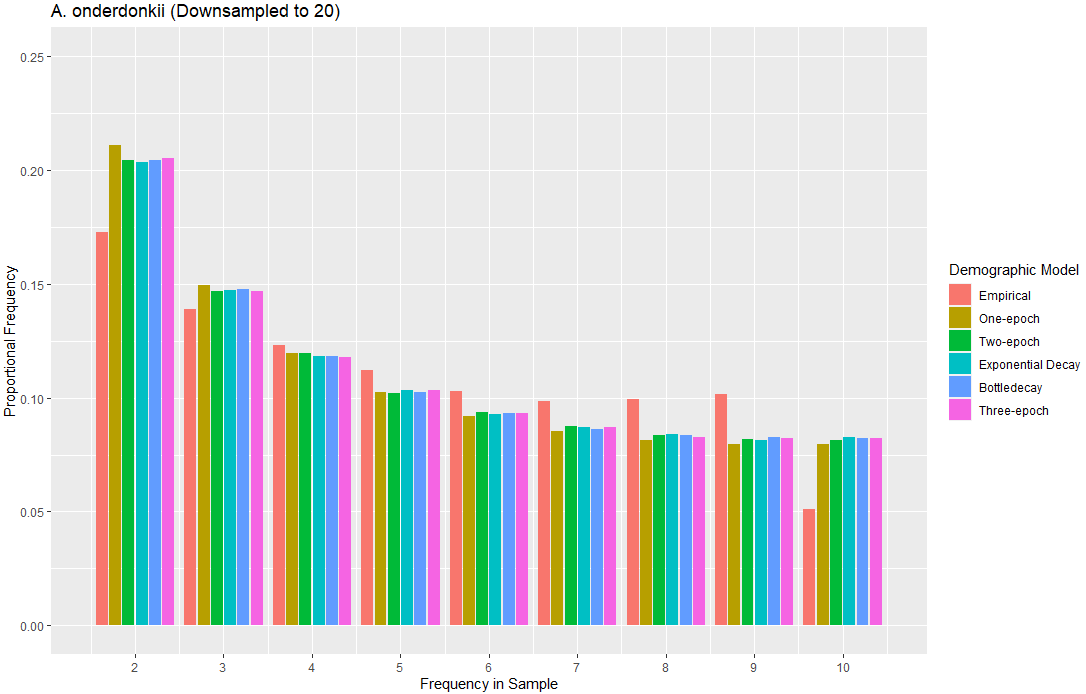 A. onderdonkii (Downsampled to 20)
0.25
0.20
0.15
0.10
0.05
0.00
Proportional Frequency
2 3 4 5 6 7 8 9 10
Frequency in Sample
Demographic Model
Empirical
One-epoch
Two-epoch
Exponential Decay
Bottledecay
Three-epoch